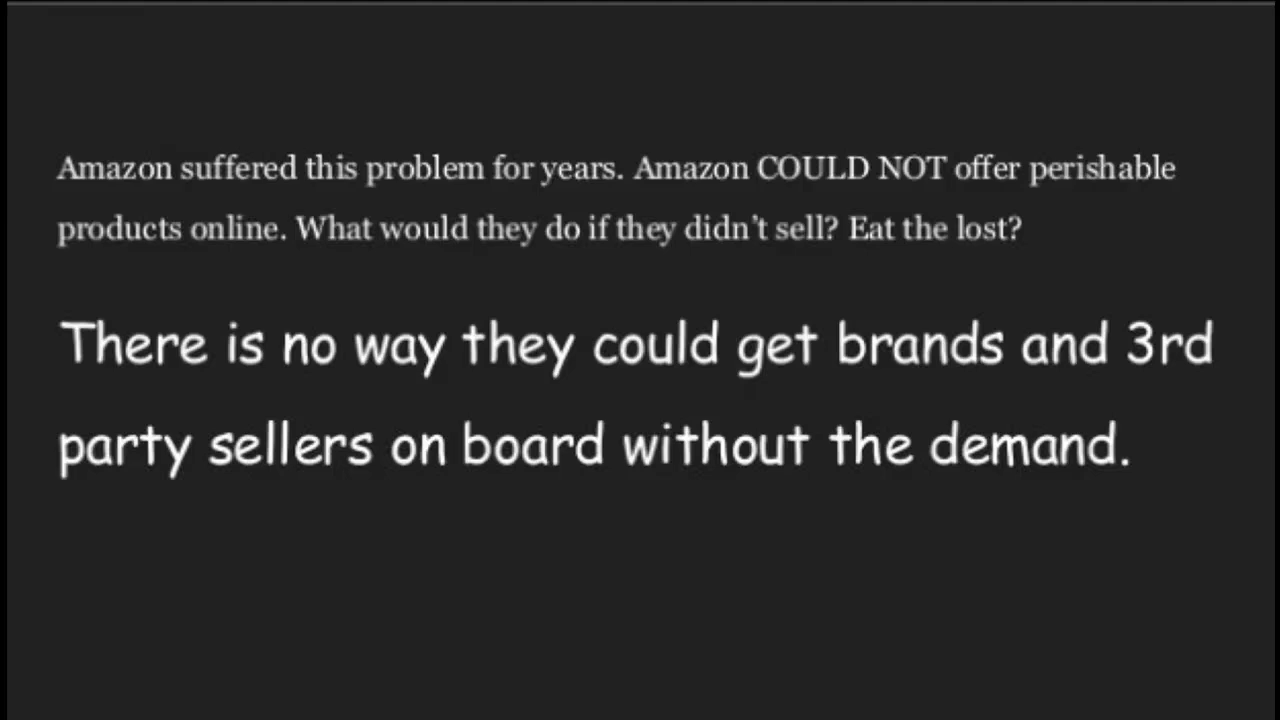 Amazon suffered this problem for years. Amazon COULD NOT offer perishable
products online. What would they do if they didn't sell? Eat the lost?
There is no way they could get brands and 3rd
party sellers on board without the demand.